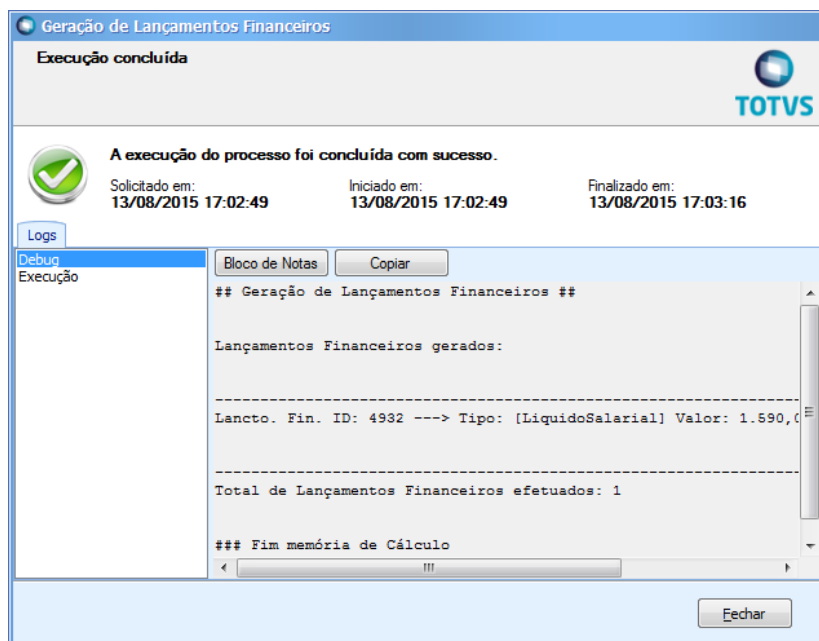 Geração de Lançamentos Financeiros
Execução concluída
TOTVS
A execução do processo foi concluída com sucesso.
Solicitado em: Iniciado em: Finalizado em:
13/08/2015 17:02:49 13/08/2015 17:02:49 13/08/2015 17:03:16
Logs
Debug
Execução
Bloco de Notas Copiar
## Geração de Lançamentos Financeiros ##
Lançamentos Financeiros gerados:
--------------------------------------------------------------------------
Lancto. Fin. ID: 4932 ---> Tipo: [LiquidoSalarial] Valor: 1.590,
--------------------------------------------------------------------------
Total de Lançamentos Financeiros efetuados: 1
### Fim memória de Cálculo
Fechar